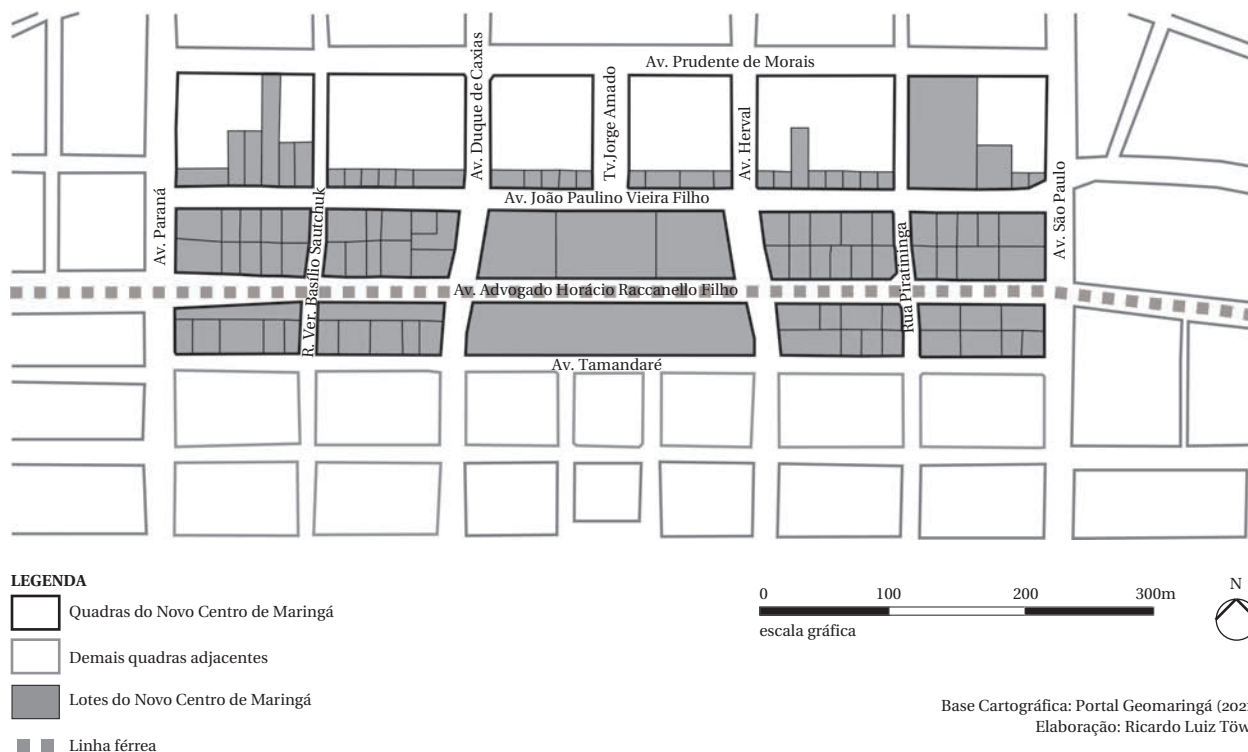 Av. Prudente de Morais
Av. Duque de Caxias
Tv.Jorge Amado
Av. Herval
Av. Paraná
R. Ver. Basílio Sautchuk
Av. João Paulino Vieira Filho
Av. São Paulo
Rua Piratininga
Av. Advogado Horácio Raccanello Filho
Av. Tamandaré
LEGENDA
Quadras do Novo Centro de Maringá
Demais quadras adjacentes
Lotes do Novo Centro de Maringá
Linha férrea
0 100 200 300m
escala gráfica
N
Base Cartográfica: Portal Geomaringá
Elaboração: Ricardo Luiz